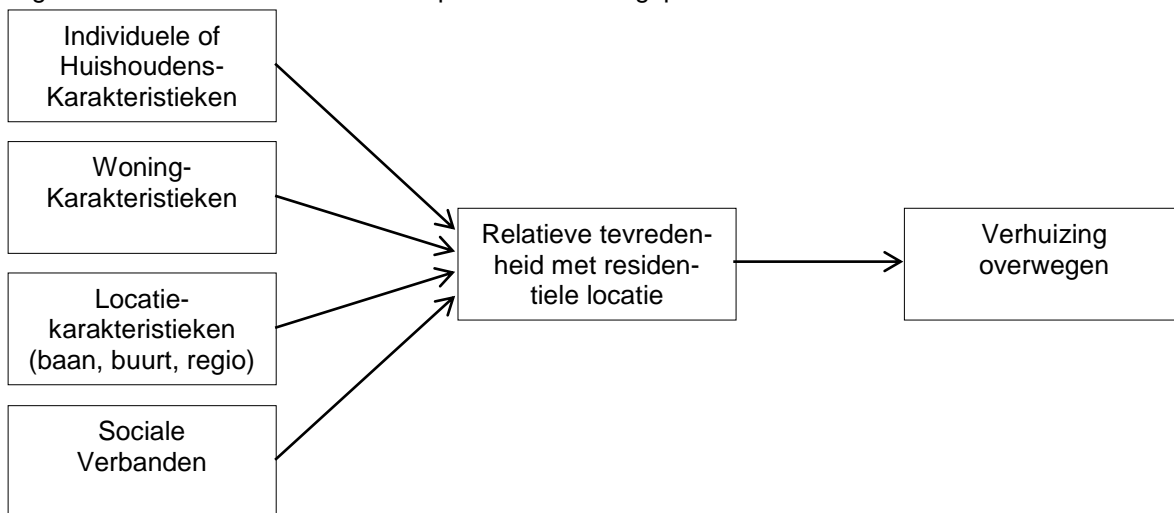 Individuele of
Huishoudens-
Karakteristieken
Woning-
Karakteristieken
Locatie-
karakteristieken
(baan, buurt, regio)
Sociale
Verbanden
Relatieve tevreden-
heid met residen-
tiele locatie
Verhuizing
overwegen